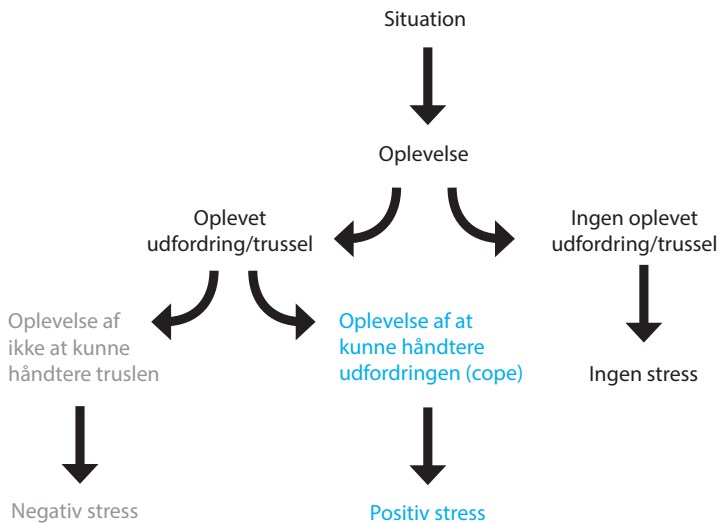 Situation
Oplevelse
Oplevet
udfordring/trussel
Ingen oplevet
udfordring/trussel
Oplevelse af
ikke at kunne
håndtere truslen
Oplevelse af at
kunne håndtere
udfordringen (cope)
Ingen stress
Negativ stress
Positiv stress